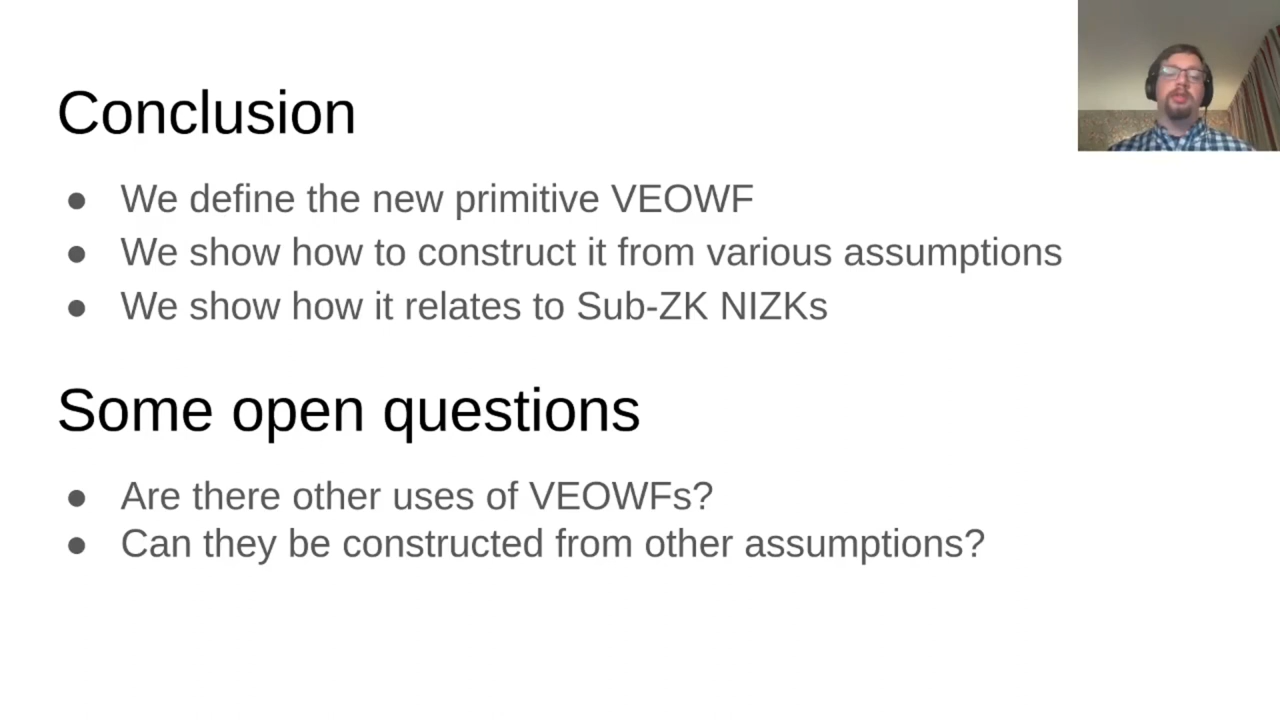 Conclusion
● We define the new primitive VEOWF
● We show how to construct it from various assumptions
● We show how it relates to Sub-ZK NIZKs
Some open questions
● Are there other uses of VEOWFs?
● Can they be constructed from other assumptions?